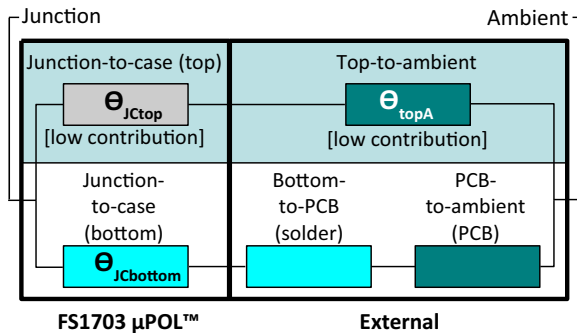 Junction
Ambient
Junction-to-case (top)
Top-to-ambient
ϴJCtop
ϴtopA
[low contribution]
[low contribution]
Junction-
to-case
(bottom)
Bottom-
to-PCB
(solder)
PCB-
to-ambient
(PCB)
ϴJCbottom
FS1703 µPOL™
External